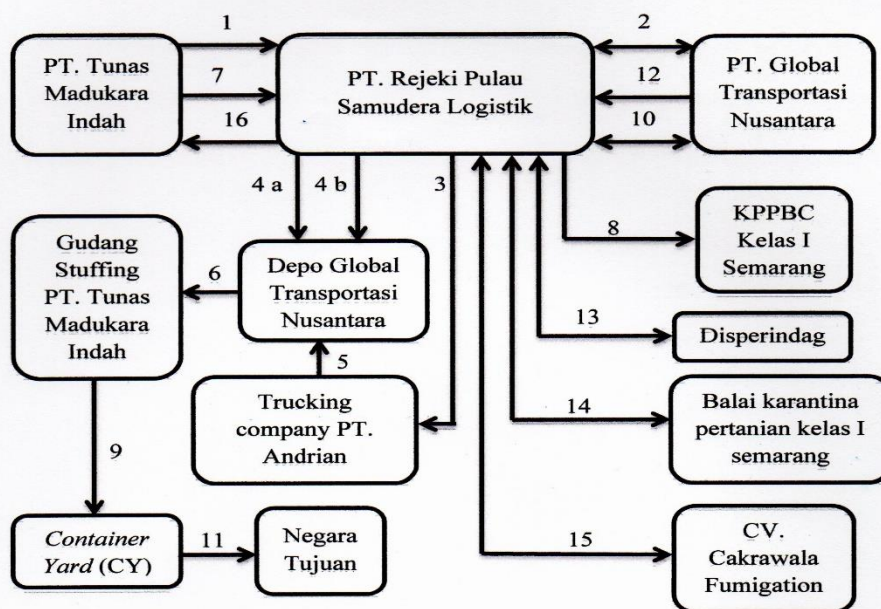 1
2
PT. Tunas
Madukara
Indah
7
16
PT. Rejeki Pulau
Samudera Logistik
12
10
PT. Global
Transportasi
Nusantara
4 a
4 b
3
8
KPPBC
Kelas I
Semarang
Gudang
Stuffing
PT. Tunas
Madukara
Indah
6
Depo Global
Transportasi
Nusantara
13
Disperindag
5
Trucking
company PT.
Andrian
14
Balai karantina
pertanian kelas I
semarang
9
Container
Yard (CY)
11
Negara
Tujuan
15
CV.
Cakrawala
Fumigation